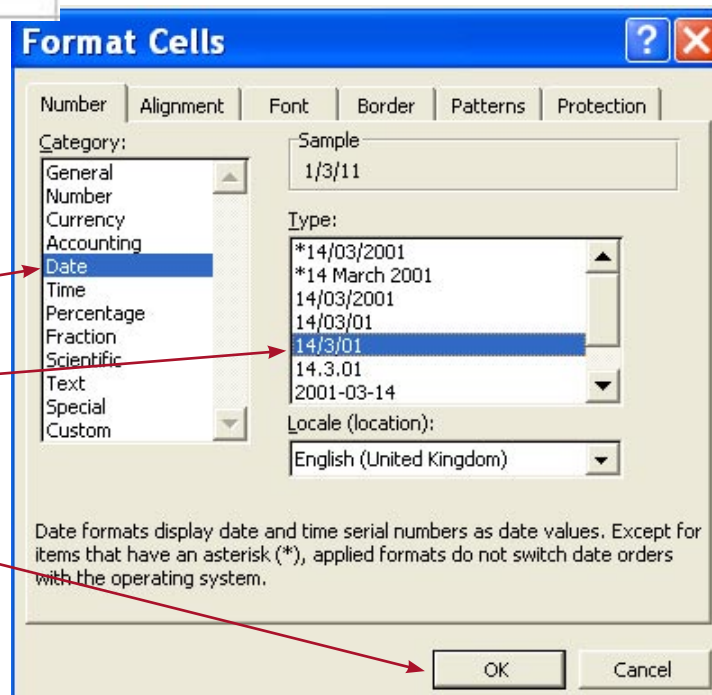 Format Cells
Number Alignment Font Border Patterns Protection
Category:
General
Number
Currency
Accounting
Date
Time
Percentage
Fraction
Scientific
Text
Special
Custom
Sample
1/3/11
Type:
*14/03/2001
*14 March 2001
14/03/2001
14/03/01
14/3/01
14.3.01
2001-03-14
Locale (location):
English (United Kingdom)
Date formats display date and time serial numbers as date values. Except for
items that have an asterisk (*), applied formats do not switch date orders
with the operating system.
OK Cancel